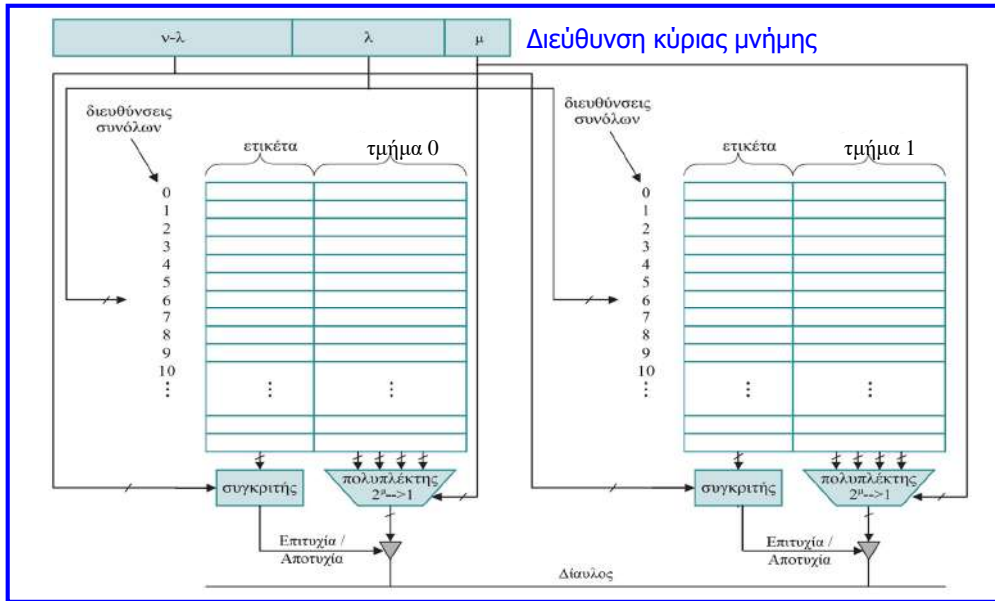 ν-λ λ μ Διεύθυνση κύριας μνήμης
διευθύνσεις
συνόλων
ετικέτα τμήμα 0
0
1
2
3
4
5
6
7
8
9
10
⋮ ⋮ ⋮
συγκριτής
πολυπλέκτης
2^μ-->1
Επιτυχία /
Αποτυχία
διευθύνσεις
συνόλων
ετικέτα τμήμα 1
0
1
2
3
4
5
6
7
8
9
10
⋮ ⋮ ⋮
συγκριτής
πολυπλέκτης
2^μ-->1
Επιτυχία /
Αποτυχία
Δίαυλος